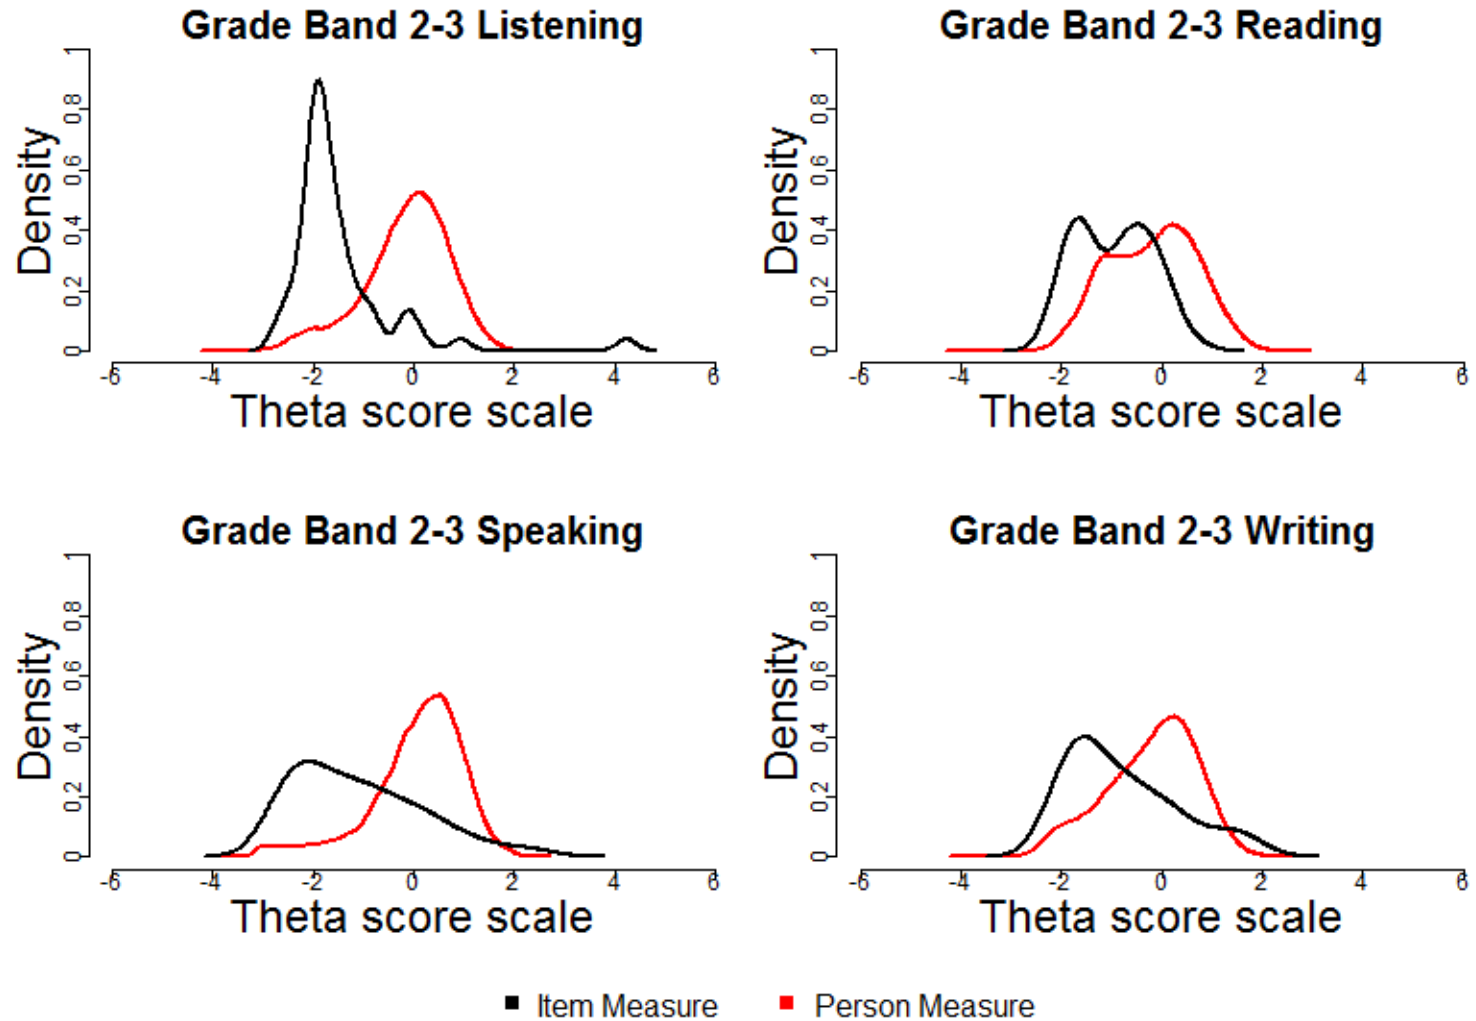 Grade Band 2-3 Listening
Density
0 0.2 0.4 0.6 0.8 1
-6 -4 -2 0 2 4 6
Theta score scale
Grade Band 2-3 Reading
Density
0 0.2 0.4 0.6 0.8 1
-6 -4 -2 0 2 4 6
Theta score scale
Grade Band 2-3 Speaking
Density
0 0.2 0.4 0.6 0.8 1
-6 -4 -2 0 2 4 6
Theta score scale
Grade Band 2-3 Writing
Density
0 0.2 0.4 0.6 0.8 1
-6 -4 -2 0 2 4 6
Theta score scale
Item Measure
Person Measure